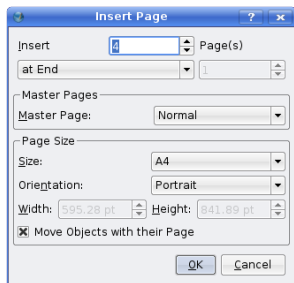 Insert Page
Insert 4 Page(s)
at End 1
Master Pages
Master Page: Normal
Page Size
Size: A4
Orientation: Portrait
Width: 595.28 pt Height: 841.89 pt
Move Objects with their Page
OK Cancel